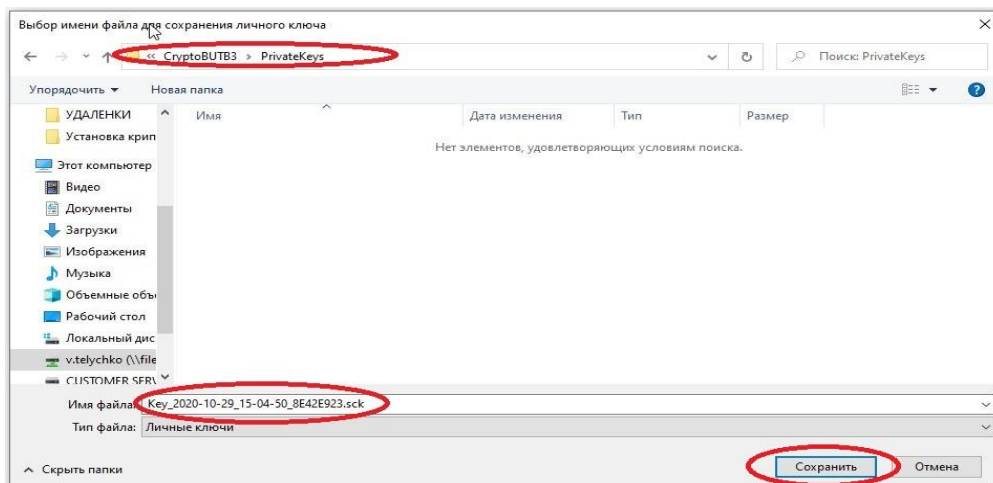 Выбор имени файла для сохранения личного ключа
« CryptoBUTB3 › PrivateKeys
Поиск: PrivateKeys
Упорядочить
Новая папка
УДАЛЕНКИ
Установка крип
Этот компьютер
Видео
Документы
Загрузки
Изображения
Музыка
Объемные объ
Рабочий стол
Локальный дис
v.telychko (\\file
CUSTOMER SERV
Имя Дата изменения Тип Размер
Нет элементов, удовлетворяющих условиям поиска.
Имя файла: Key_2020-10-29_15-04-50_8E42E923.sck
Тип файла: Личные ключи
Скрыть папки
Сохранить
Отмена